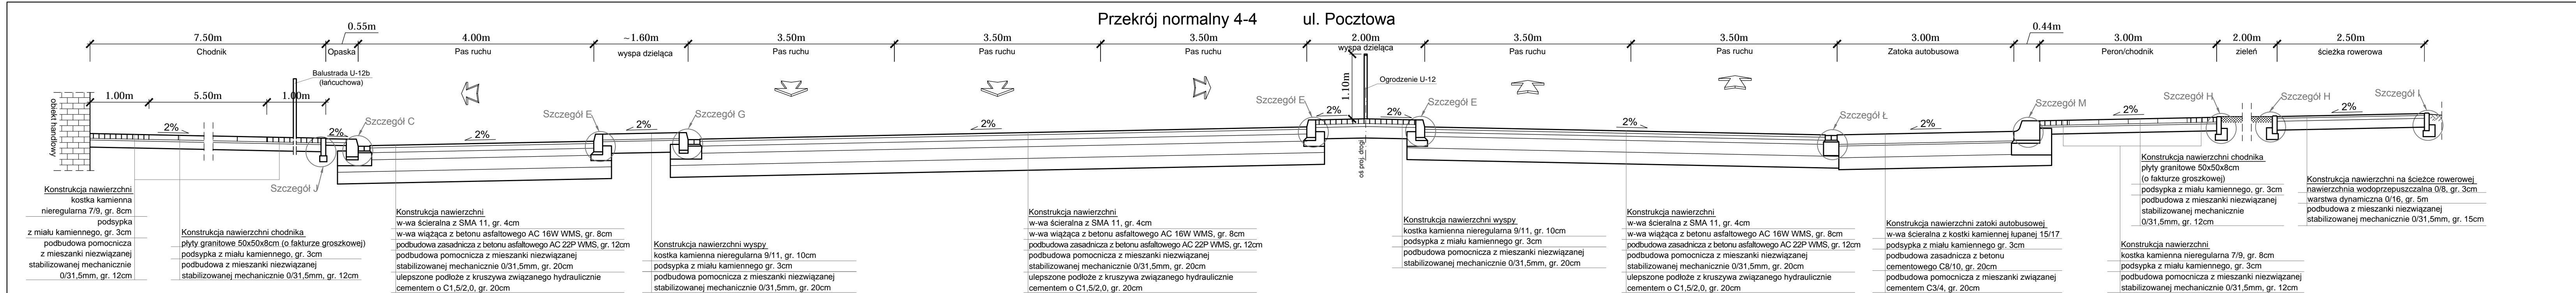 Przekrój normalny 4-4 ul. Pocztowa
0.55m
0.44m
7.50m
4.00m
~1.60m
3.50m
3.50m
3.50m
2.00m
3.50m
3.50m
3.00m
3.00m
2.00m
2.50m
Chodnik
Opaska
Pas ruchu
wyspa dzieląca
Pas ruchu
Pas ruchu
Pas ruchu
wyspa dzieląca
Pas ruchu
Pas ruchu
Zatoka autobusowa
Peron/chodnik
zieleń
ścieżka rowerowa
Balustrada U-12b
(łańcuchowa)
1.10m
Ogrodzenie U-12
1.00m
5.50m
1.00m
obiekt handlowy
Szczegół C
Szczegół E
Szczegół G
Szczegół E
Szczegół E
Szczegół Ł
Szczegół M
Szczegół H
Szczegół H
Szczegół I
Szczegół J
2%
2%
2%
2%
2%
2%
2%
2%
2%
2%
2%
oś proj. drogi
Konstrukcja nawierzchni
kostka kamienna
nieregularna 7/9, gr. 8cm
podsypka
z miału kamiennego, gr. 3cm
podbudowa pomocnicza
z mieszanki niezwiązanej
stabilizowanej mechanicznie
0/31,5mm, gr. 12cm
Konstrukcja nawierzchni chodnika
płyty granitowe 50x50x8cm (o fakturze groszkowej)
podsypka z miału kamiennego, gr. 3cm
podbudowa z mieszanki niezwiązanej
stabilizowanej mechanicznie 0/31,5mm, gr. 12cm
Konstrukcja nawierzchni
w-wa ścieralna z SMA 11, gr. 4cm
w-wa wiążąca z betonu asfaltowego AC 16W WMS, gr. 8cm
podbudowa zasadnicza z betonu asfaltowego AC 22P WMS, gr. 12cm
podbudowa pomocnicza z mieszanki niezwiązanej
stabilizowanej mechanicznie 0/31,5mm, gr. 20cm
ulepszone podłoże z kruszywa związanego hydraulicznie
cementem o C1,5/2,0, gr. 20cm
Konstrukcja nawierzchni wyspy
kostka kamienna nieregularna 9/11, gr. 10cm
podsypka z miału kamiennego gr. 3cm
podbudowa pomocnicza z mieszanki niezwiązanej
stabilizowanej mechanicznie 0/31,5mm, gr. 20cm
Konstrukcja nawierzchni
w-wa ścieralna z SMA 11, gr. 4cm
w-wa wiążąca z betonu asfaltowego AC 16W WMS, gr. 8cm
podbudowa zasadnicza z betonu asfaltowego AC 22P WMS, gr. 12cm
podbudowa pomocnicza z mieszanki niezwiązanej
stabilizowanej mechanicznie 0/31,5mm, gr. 20cm
ulepszone podłoże z kruszywa związanego hydraulicznie
cementem o C1,5/2,0, gr. 20cm
Konstrukcja nawierzchni wyspy
kostka kamienna nieregularna 9/11, gr. 10cm
podsypka z miału kamiennego gr. 3cm
podbudowa pomocnicza z mieszanki niezwiązanej
stabilizowanej mechanicznie 0/31,5mm, gr. 20cm
Konstrukcja nawierzchni
w-wa ścieralna z SMA 11, gr. 4cm
w-wa wiążąca z betonu asfaltowego AC 16W WMS, gr. 8cm
podbudowa zasadnicza z betonu asfaltowego AC 22P WMS, gr. 12cm
podbudowa pomocnicza z mieszanki niezwiązanej
stabilizowanej mechanicznie 0/31,5mm, gr. 20cm
ulepszone podłoże z kruszywa związanego hydraulicznie
cementem o C1,5/2,0, gr. 20cm
Konstrukcja nawierzchni zatoki autobusowej
w-wa ścieralna z kostki kamiennej łupanej 15/17
podsypka z miału kamiennego gr. 3cm
podbudowa zasadnicza z betonu
cementowego C8/10, gr. 20cm
podbudowa pomocnicza z mieszanki związanej
cementem C3/4, gr. 20cm
Konstrukcja nawierzchni chodnika
płyty granitowe 50x50x8cm
(o fakturze groszkowej)
podsypka z miału kamiennego, gr. 3cm
podbudowa z mieszanki niezwiązanej
stabilizowanej mechanicznie
0/31,5mm, gr. 12cm
Konstrukcja nawierzchni
kostka kamienna nieregularna 7/9, gr. 8cm
podsypka z miału kamiennego, gr. 3cm
podbudowa pomocnicza z mieszanki niezwiązanej
stabilizowanej mechanicznie 0/31,5mm, gr. 12cm
Konstrukcja nawierzchni na ścieżce rowerowej
nawierzchnia wodoprzepuszczalna 0/8, gr. 3cm
warstwa dynamiczna 0/16, gr. 5m
podbudowa z mieszanki niezwiązanej
stabilizowanej mechanicznie 0/31,5mm, gr. 15cm